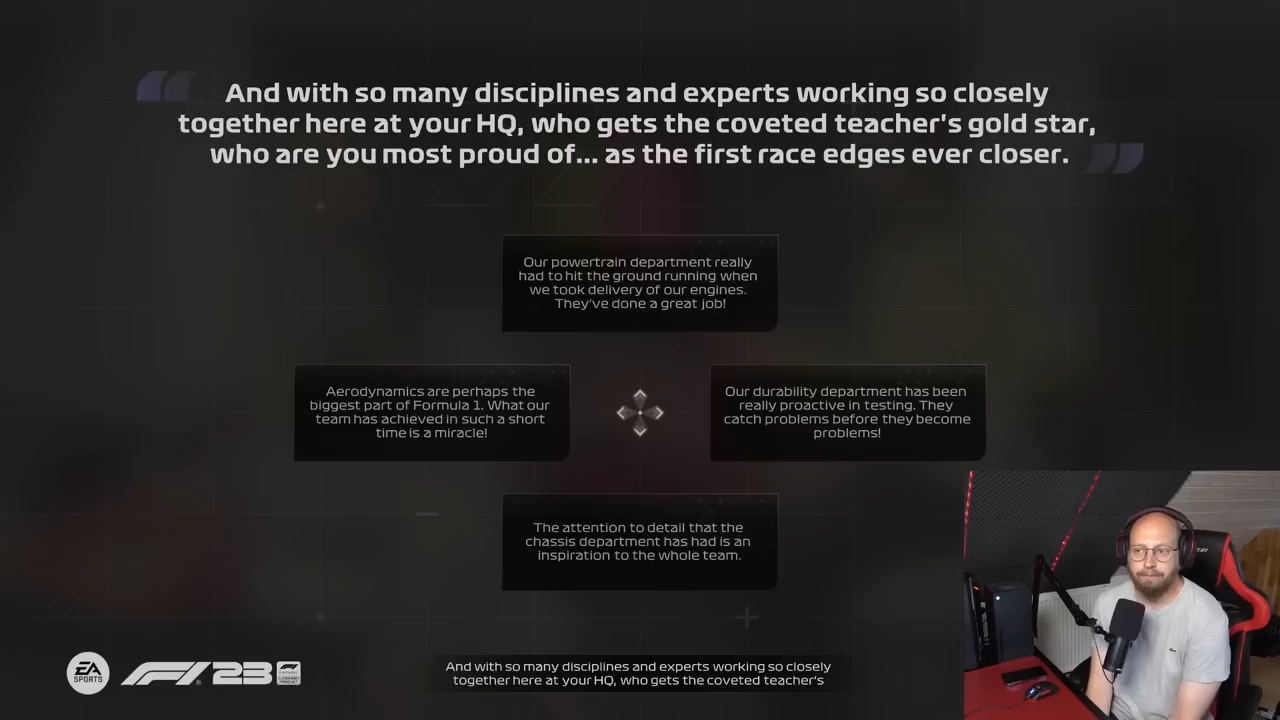 And with so many disciplines and experts working so closely
together here at your HQ, who gets the coveted teacher's gold star,
who are you most proud of... as the first race edges ever closer.
Our powertrain department really
had to hit the ground running when
we took delivery of our engines.
They've done a great job!
Aerodynamics are perhaps the
biggest part of Formula 1. What our
team has achieved in such a short
time is a miracle!
Our durability department has been
really proactive in testing. They
catch problems before they become
problems!
The attention to detail that the
chassis department has had is an
inspiration to the whole team.
EA
SPORTS
F1 23
And with so many disciplines and experts working so closely
together here at your HQ, who gets the coveted teacher's